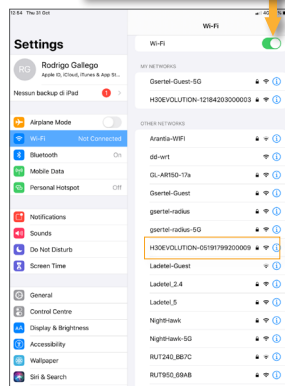 12:54 Thu 31 Oct
4G
Settings
RG
Rodrigo Gallego
Apple ID, iCloud, iTunes & App St...
Nessun backup di iPad
1
Airplane Mode
Wi-Fi
Not Connected
Bluetooth
On
Mobile Data
Personal Hotspot
Off
Notifications
Sounds
Do Not Disturb
Screen Time
General
Control Centre
AA
Display & Brightness
Accessibility
Wallpaper
Siri & Search
Wi-Fi
Wi-Fi
MY NETWORKS
Gsertel-Guest-5G
H30EVOLUTION-12184203000003
OTHER NETWORKS
Arantia-WIFI
dd-wrt
GL-AR150-17a
Gsertel-Guest
gsertel-radius
gsertel-radius-5G
H30EVOLUTION-05191799200009
Ladetel-Guest
Ladetel_2.4
Ladetel_5
NightHawk
NightHawk-5G
RUT240_BB7C
RUT950_69AB